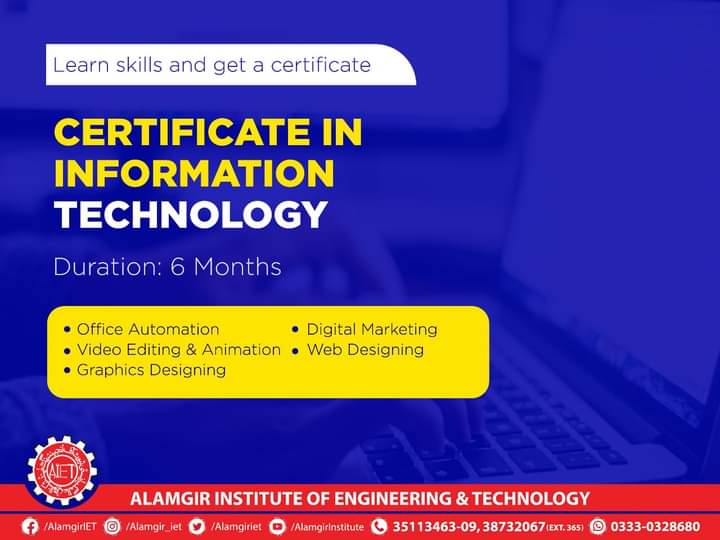 Learn skills and get a certificate
CERTIFICATE IN
INFORMATION
TECHNOLOGY
Duration: 6 Months
• Office Automation
• Video Editing & Animation
• Graphics Designing
• Digital Marketing
• Web Designing
AIET
ALAMGIR INSTITUTE OF ENGINEERING & TECHNOLOGY
/AlamgirIET /Alamgir_iet /Alamgiriet /AlamgirInstitute 35113463-09, 38732067 (EXT. 365) 0333-0328680